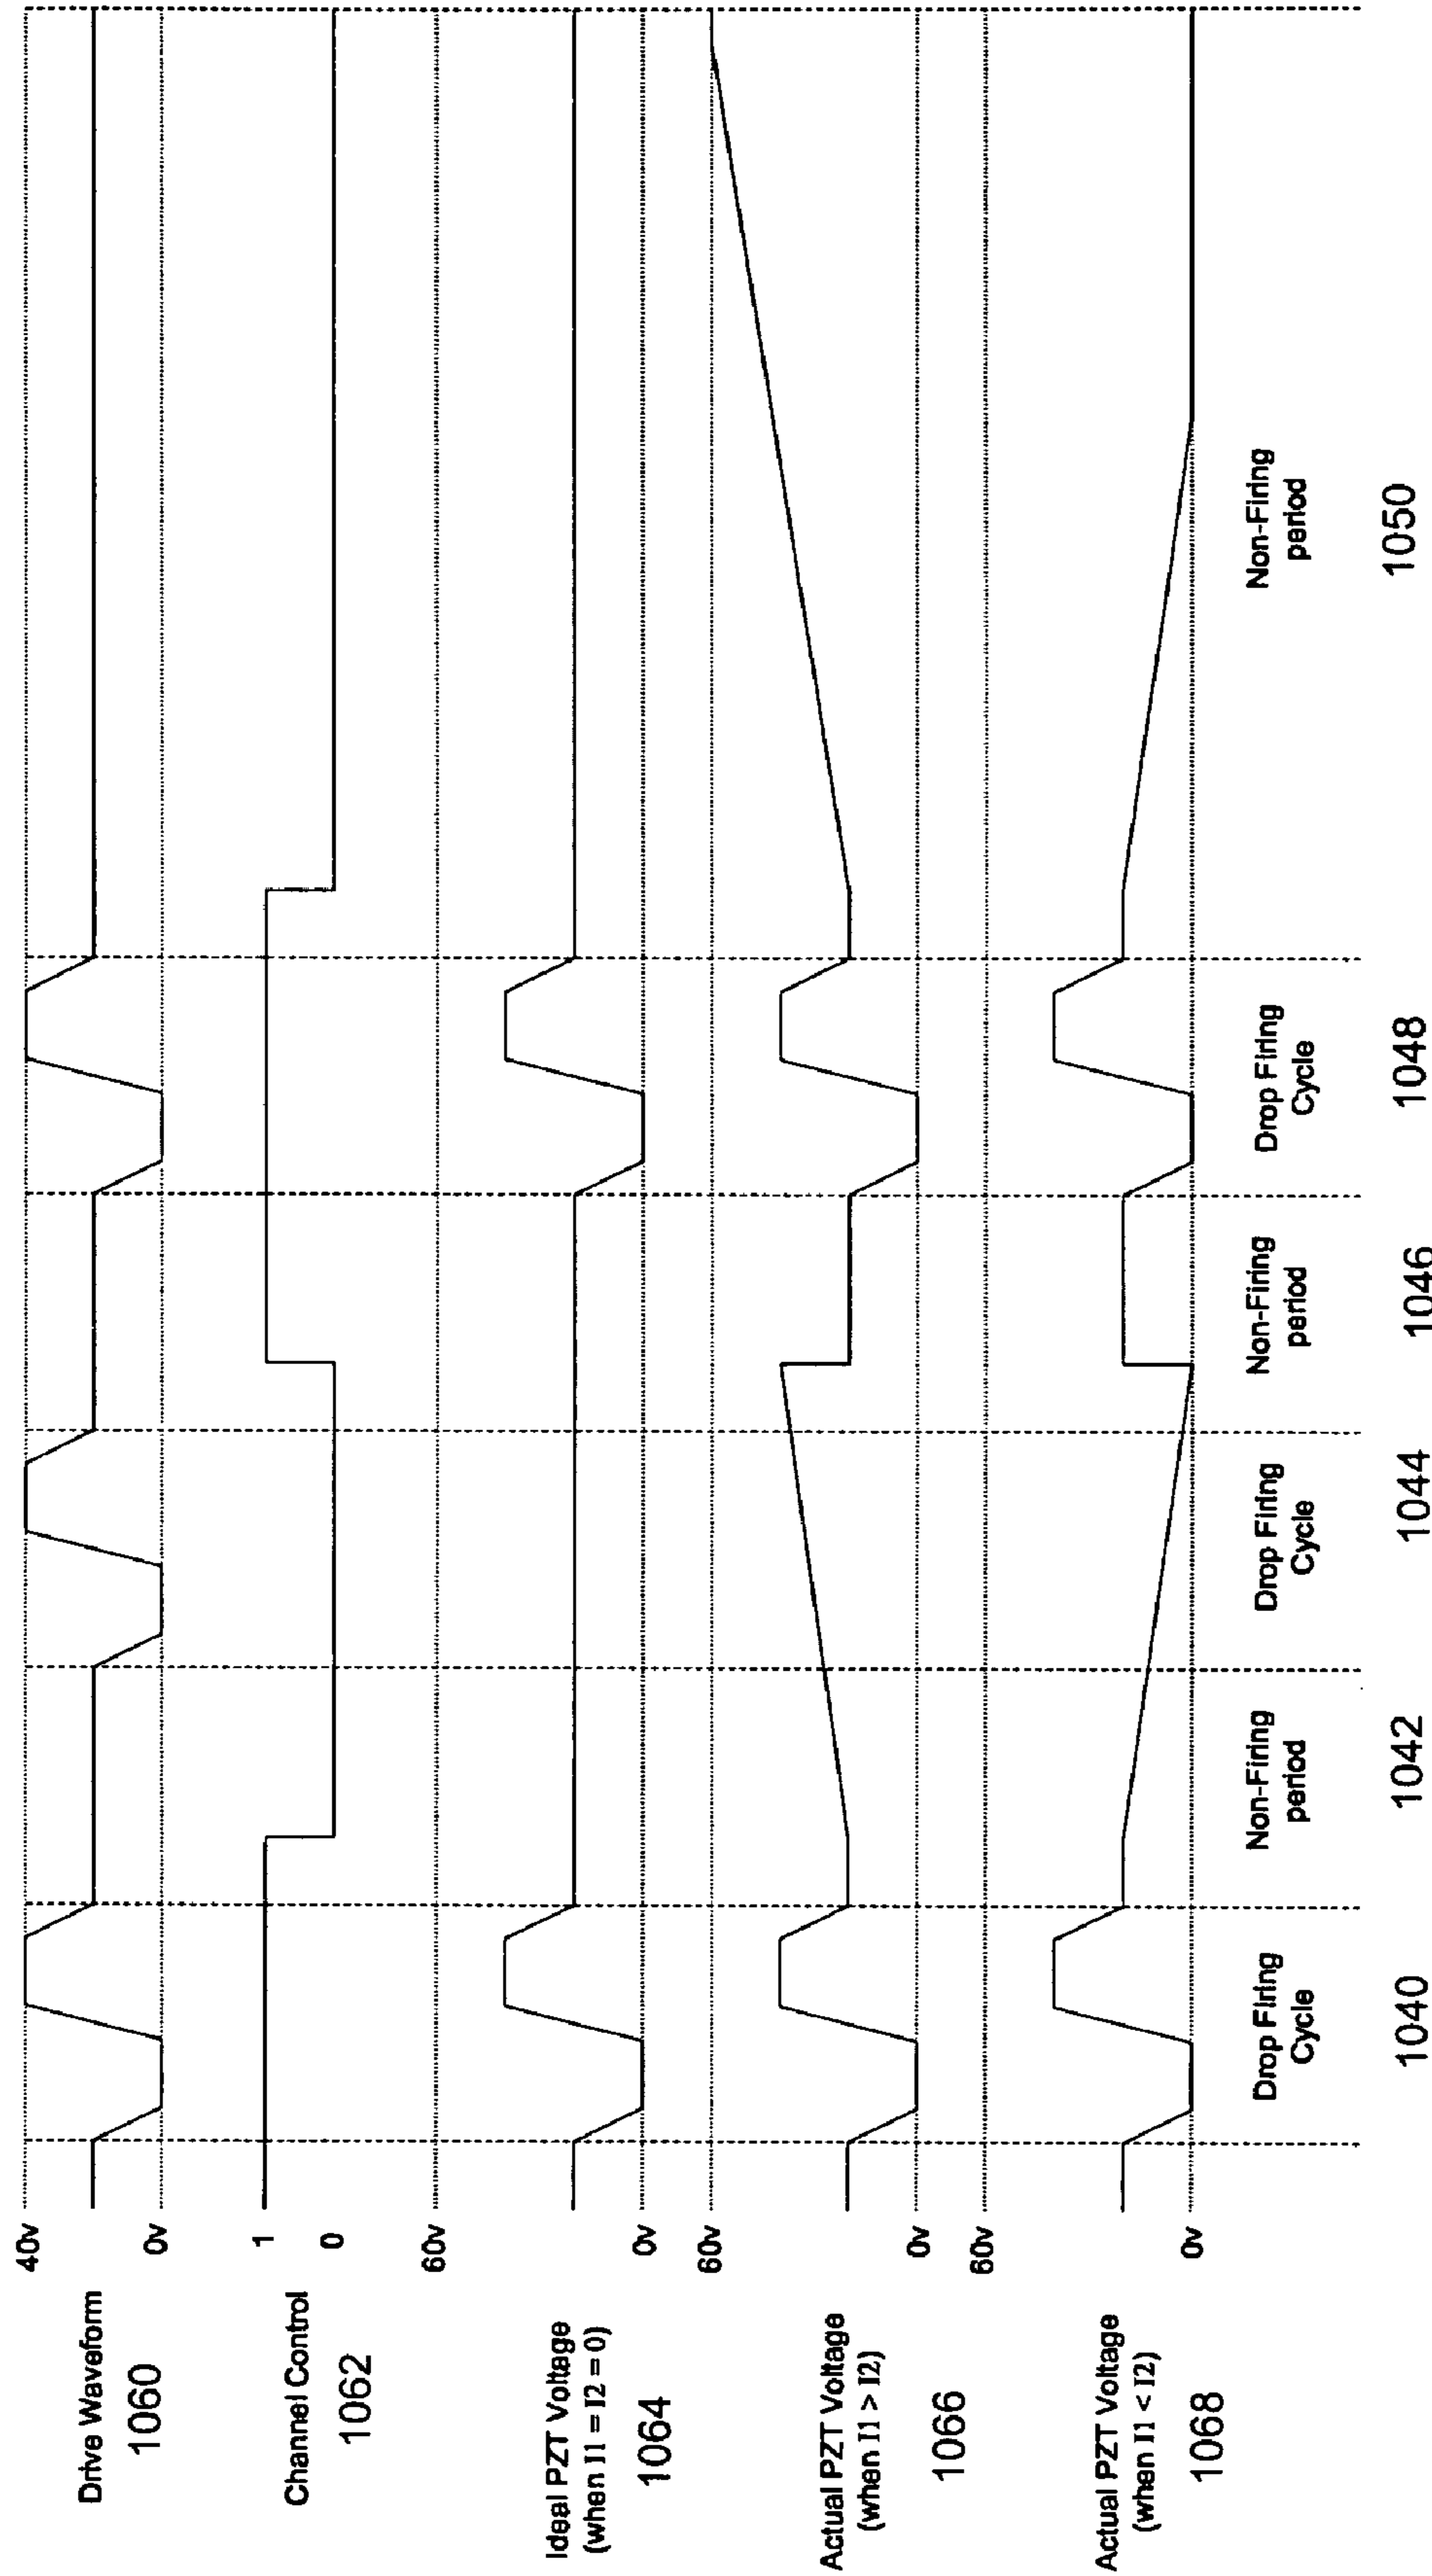 40v
Drive Waveform
1060
0v
1
Channel Control
1062
0
60v
Ideal PZT Voltage
(when I1 = I2 = 0)
1064
0v
60v
Actual PZT Voltage
(when I1 > I2)
1066
0v
60v
Actual PZT Voltage
(when I1 < I2)
1068
0v
Drop Firing
Cycle
Non-Firing
period
Drop Firing
Cycle
Non-Firing
period
Drop Firing
Cycle
Non-Firing
period
1040
1042
1044
1046
1048
1050